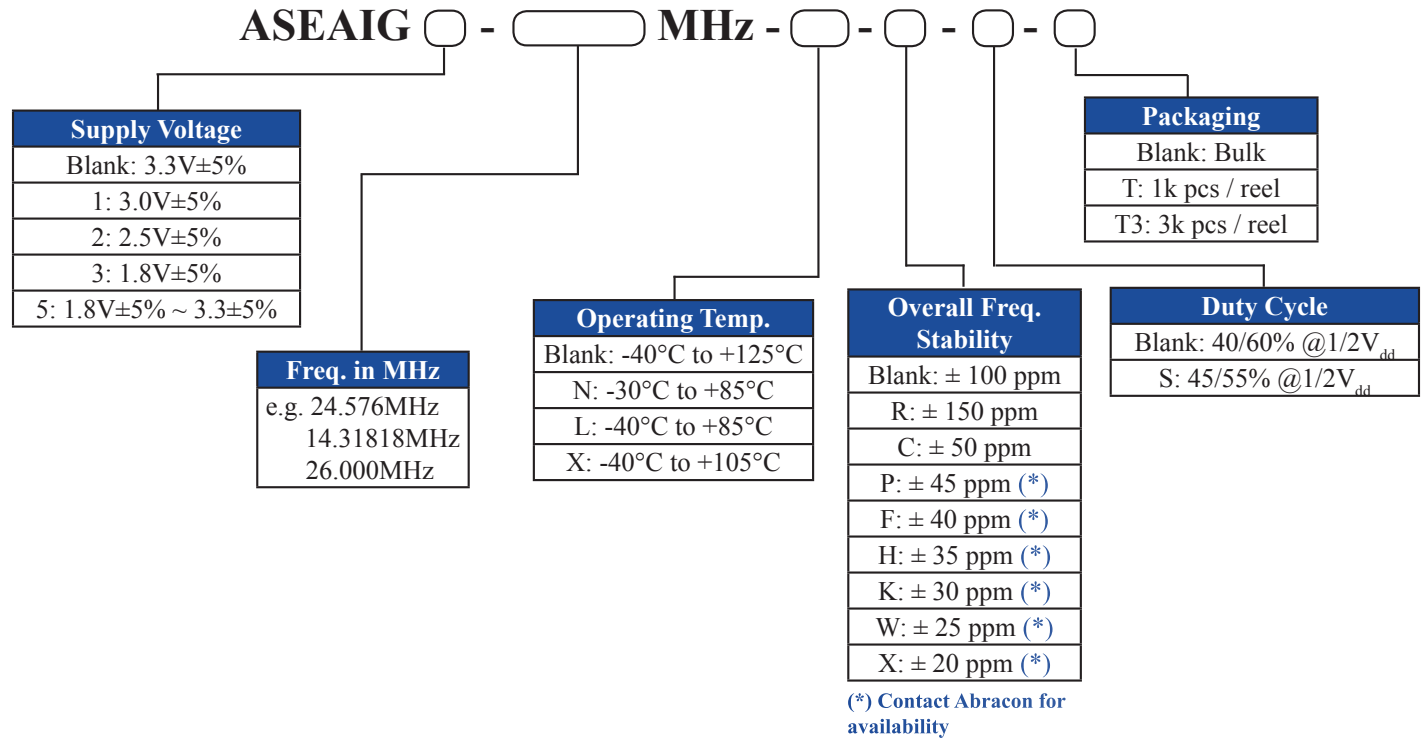 ASEAIG - MHz - - - -
Supply Voltage
Blank: 3.3V±5%
1: 3.0V±5%
2: 2.5V±5%
3: 1.8V±5%
5: 1.8V±5% ~ 3.3±5%
Freq. in MHz
e.g. 24.576MHz
14.31818MHz
26.000MHz
Operating Temp.
Blank: -40°C to +125°C
N: -30°C to +85°C
L: -40°C to +85°C
X: -40°C to +105°C
Overall Freq.
Stability
Blank: ± 100 ppm
R: ± 150 ppm
C: ± 50 ppm
P: ± 45 ppm (*)
F: ± 40 ppm (*)
H: ± 35 ppm (*)
K: ± 30 ppm (*)
W: ± 25 ppm (*)
X: ± 20 ppm (*)
(*) Contact Abracon for
availability
Duty Cycle
Blank: 40/60% @1/2Vdd
S: 45/55% @1/2Vdd
Packaging
Blank: Bulk
T: 1k pcs / reel
T3: 3k pcs / reel